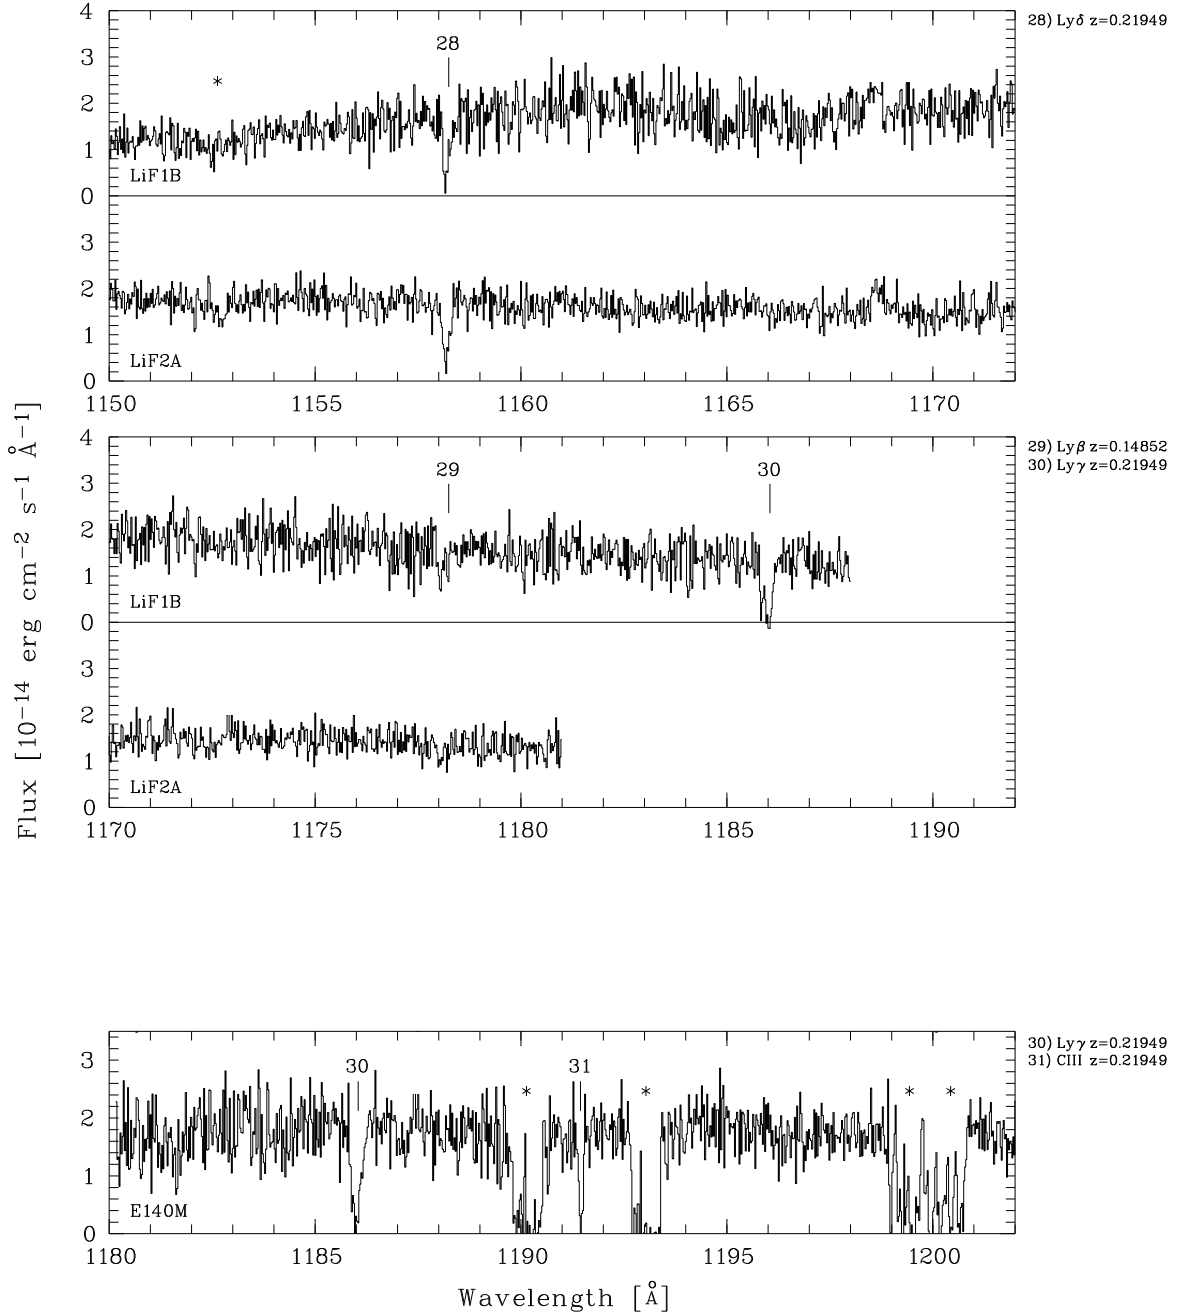 4
28) Lyδ z=0.21949
3
28
*
2
1
LiF1B
0
3
2
1
LiF2A
0
1150 1155 1160 1165 1170
4
29) Lyβ z=0.14852
30) Lyγ z=0.21949
29 30
3
2
1
LiF1B
0
3
2
1
LiF2A
0
1170 1175 1180 1185 1190
Flux [10−14 erg cm−2 s−1 Å−1]
30) Lyγ z=0.21949
31) CIII z=0.21949
3
30 31
* * * *
2
1
E140M
0
1180 1185 1190 1195 1200
Wavelength [Å]